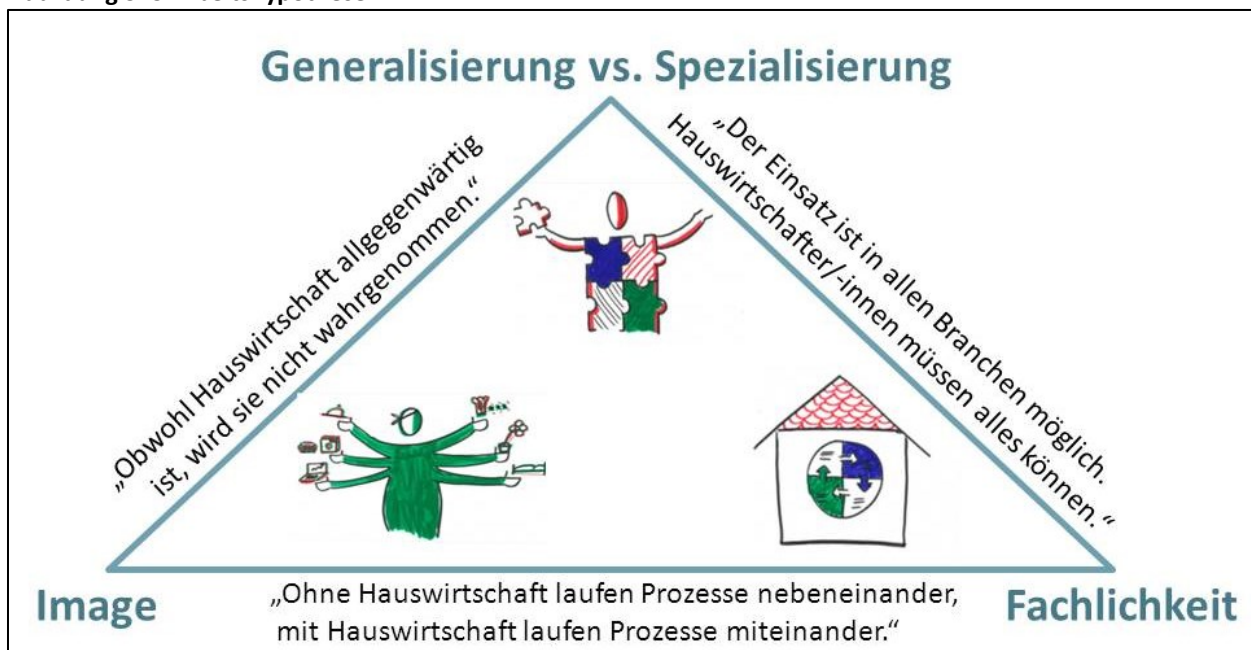 Generalisierung vs. Spezialisierung
„Obwohl Hauswirtschaft allgegenwärtig
ist, wird sie nicht wahrgenommen.“
„Der Einsatz ist in allen Branchen möglich.
Hauswirtschafter/-innen müssen alles können.“
Image
„Ohne Hauswirtschaft laufen Prozesse nebeneinander,
mit Hauswirtschaft laufen Prozesse miteinander.“
Fachlichkeit